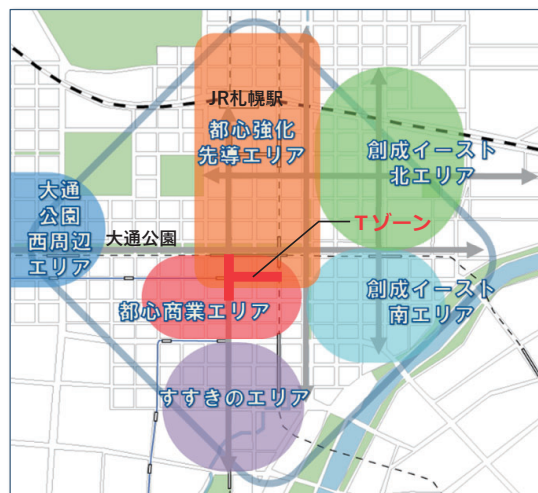 JR札幌駅
都心強化
先導エリア
創成イースト
北エリア
大通
公園
西周辺
エリア
大通公園
Tゾーン
都心商業エリア
創成イースト
南エリア
すすきのエリア